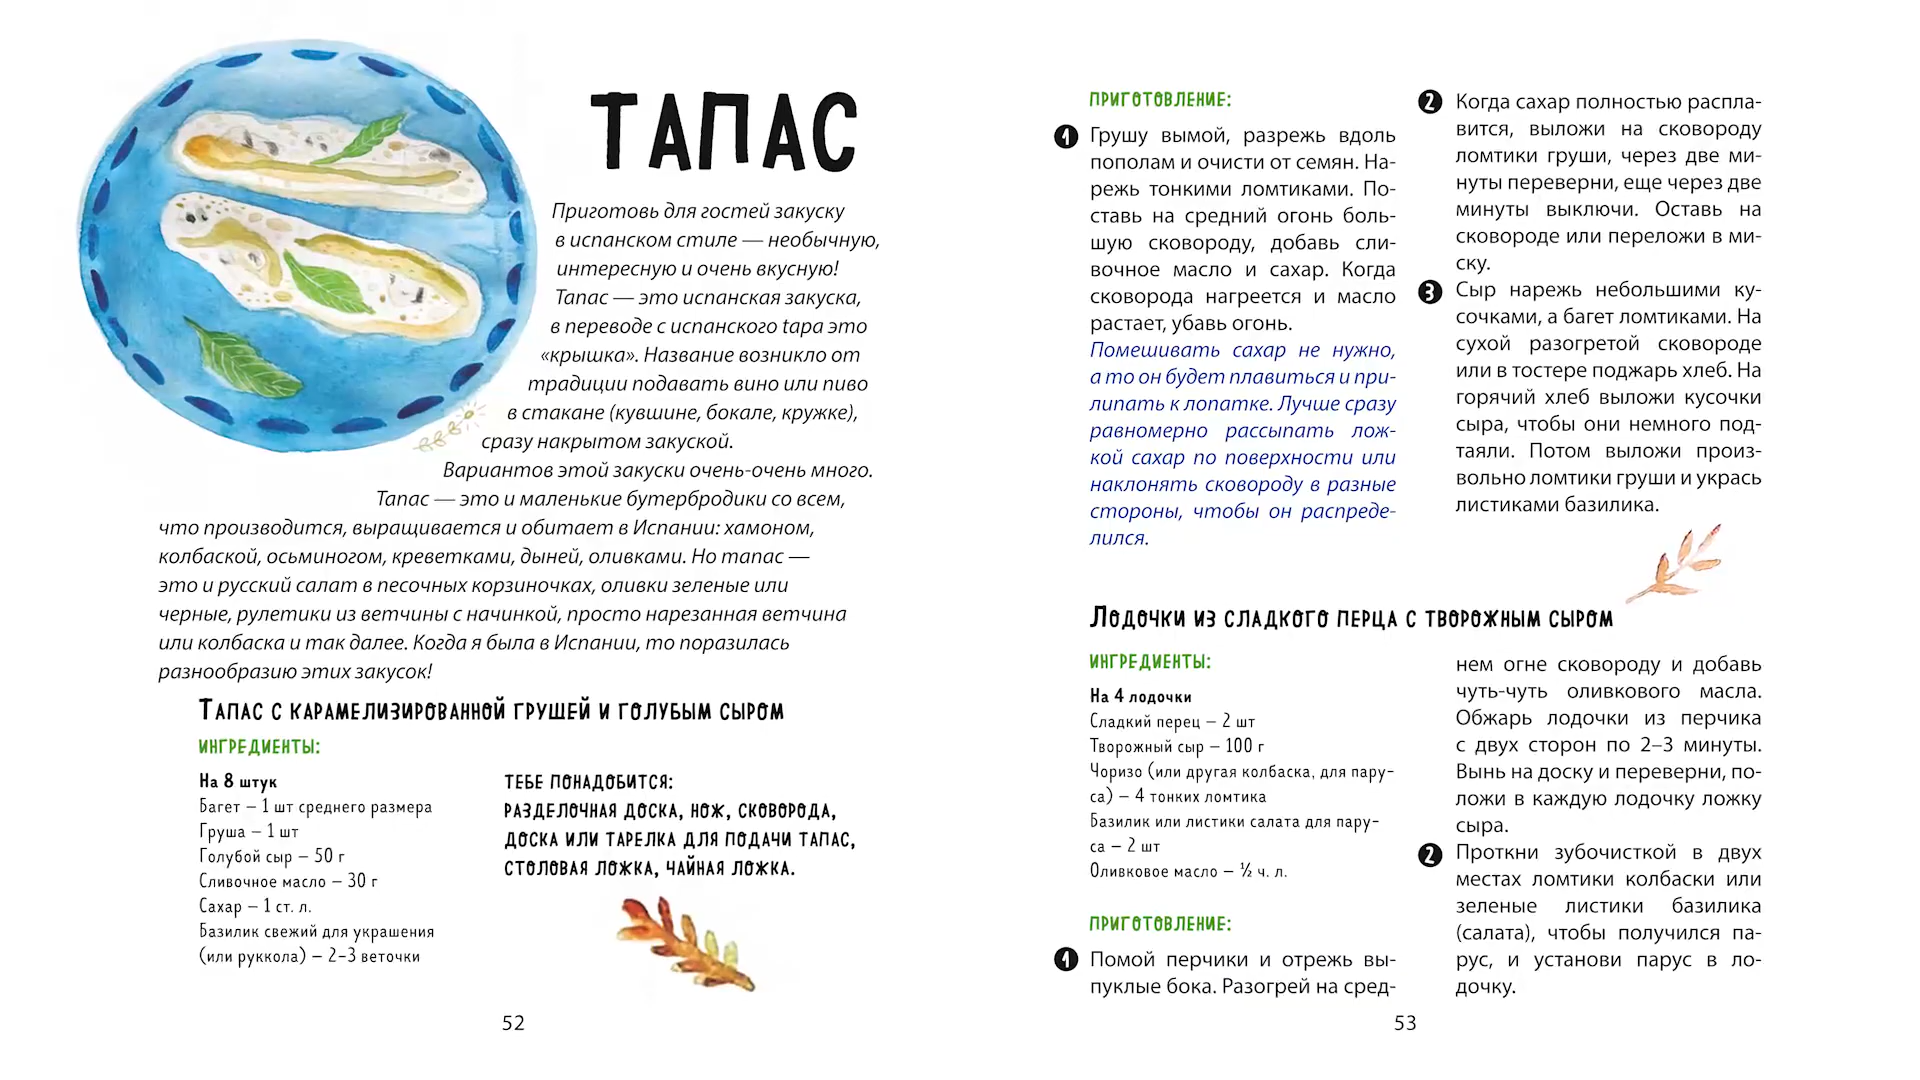 ТАПАС
Приготовь для гостей закуску
в испанском стиле — необычную,
интересную и очень вкусную!
Тапас — это испанская закуска,
в переводе с испанского tapa это
«крышка». Название возникло от
традиции подавать вино или пиво
в стакане (кувшине, бокале, кружке),
сразу накрытом закуской.
Вариантов этой закуски очень-очень много.
Тапас — это и маленькие бутербродики со всем,
что производится, выращивается и обитает в Испании: хамоном,
колбаской, осьминогом, креветками, дыней, оливками. Но тапас —
это и русский салат в песочных корзиночках, оливки зеленые или
черные, рулетики из ветчины с начинкой, просто нарезанная ветчина
или колбаска и так далее. Когда я была в Испании, то поразилась
разнообразию этих закусок!
Тапас с карамелизированной грушей и голубым сыром
ИНГРЕДИЕНТЫ:
На 8 штук
Багет – 1 шт среднего размера
Груша – 1 шт
Голубой сыр – 50 г
Сливочное масло – 30 г
Сахар – 1 ст. л.
Базилик свежий для украшения
(или руккола) – 2–3 веточки
ТЕБЕ ПОНАДОБИТСЯ:
РАЗДЕЛОЧНАЯ ДОСКА, НОЖ, СКОВОРОДА,
ДОСКА ИЛИ ТАРЕЛКА ДЛЯ ПОДАЧИ ТАПАС,
СТОЛОВАЯ ЛОЖКА, ЧАЙНАЯ ЛОЖКА.
52
ПРИГОТОВЛЕНИЕ:
1 Грушу вымой, разрежь вдоль
пополам и очисти от семян. На-
режь тонкими ломтиками. По-
ставь на средний огонь боль-
шую сковороду, добавь сли-
вочное масло и сахар. Когда
сковорода нагреется и масло
растает, убавь огонь.
Помешивать сахар не нужно,
а то он будет плавиться и при-
липать к лопатке. Лучше сразу
равномерно рассыпать лож-
кой сахар по поверхности или
наклонять сковороду в разные
стороны, чтобы он распреде-
лился.
2 Когда сахар полностью распла-
вится, выложи на сковороду
ломтики груши, через две ми-
нуты переверни, еще через две
минуты выключи. Оставь на
сковороде или переложи в ми-
ску.
3 Сыр нарежь небольшими ку-
сочками, а багет ломтиками. На
сухой разогретой сковороде
или в тостере поджарь хлеб. На
горячий хлеб выложи кусочки
сыра, чтобы они немного под-
таяли. Потом выложи произ-
вольно ломтики груши и укрась
листиками базилика.
Лодочки из сладкого перца с творожным сыром
ИНГРЕДИЕНТЫ:
На 4 лодочки
Сладкий перец – 2 шт
Творожный сыр – 100 г
Чоризо (или другая колбаска, для пару-
са) – 4 тонких ломтика
Базилик или листики салата для пару-
са – 2 шт
Оливковое масло – ½ ч. л.
ПРИГОТОВЛЕНИЕ:
1 Помой перчики и отрежь вы-
пуклые бока. Разогрей на сред-
нем огне сковороду и добавь
чуть-чуть оливкового масла.
Обжарь лодочки из перчика
с двух сторон по 2–3 минуты.
Вынь на доску и переверни, по-
ложи в каждую лодочку ложку
сыра.
2 Проткни зубочисткой в двух
местах ломтики колбаски или
зеленые листики базилика
(салата), чтобы получился па-
рус, и установи парус в ло-
дочку.
53